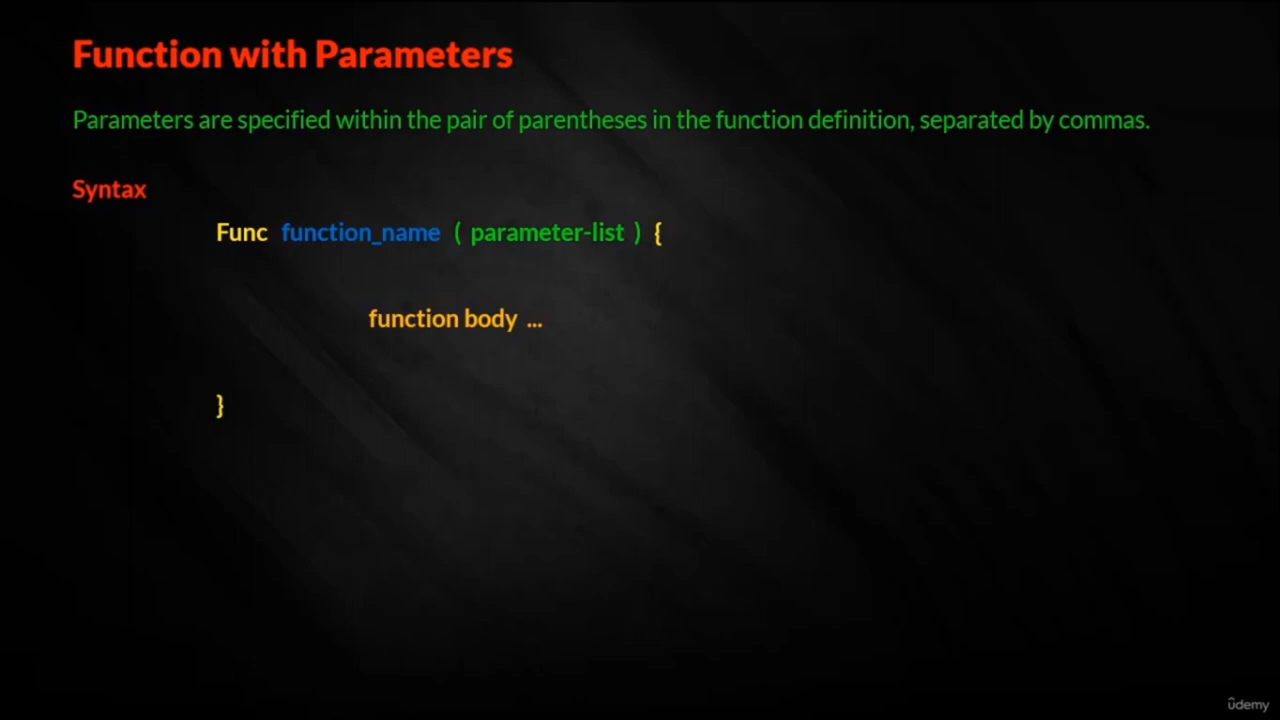 Function with Parameters
Parameters are specified within the pair of parentheses in the function definition, separated by commas.
Syntax
Func function_name ( parameter-list ) {
function body ...
}
ûdemy